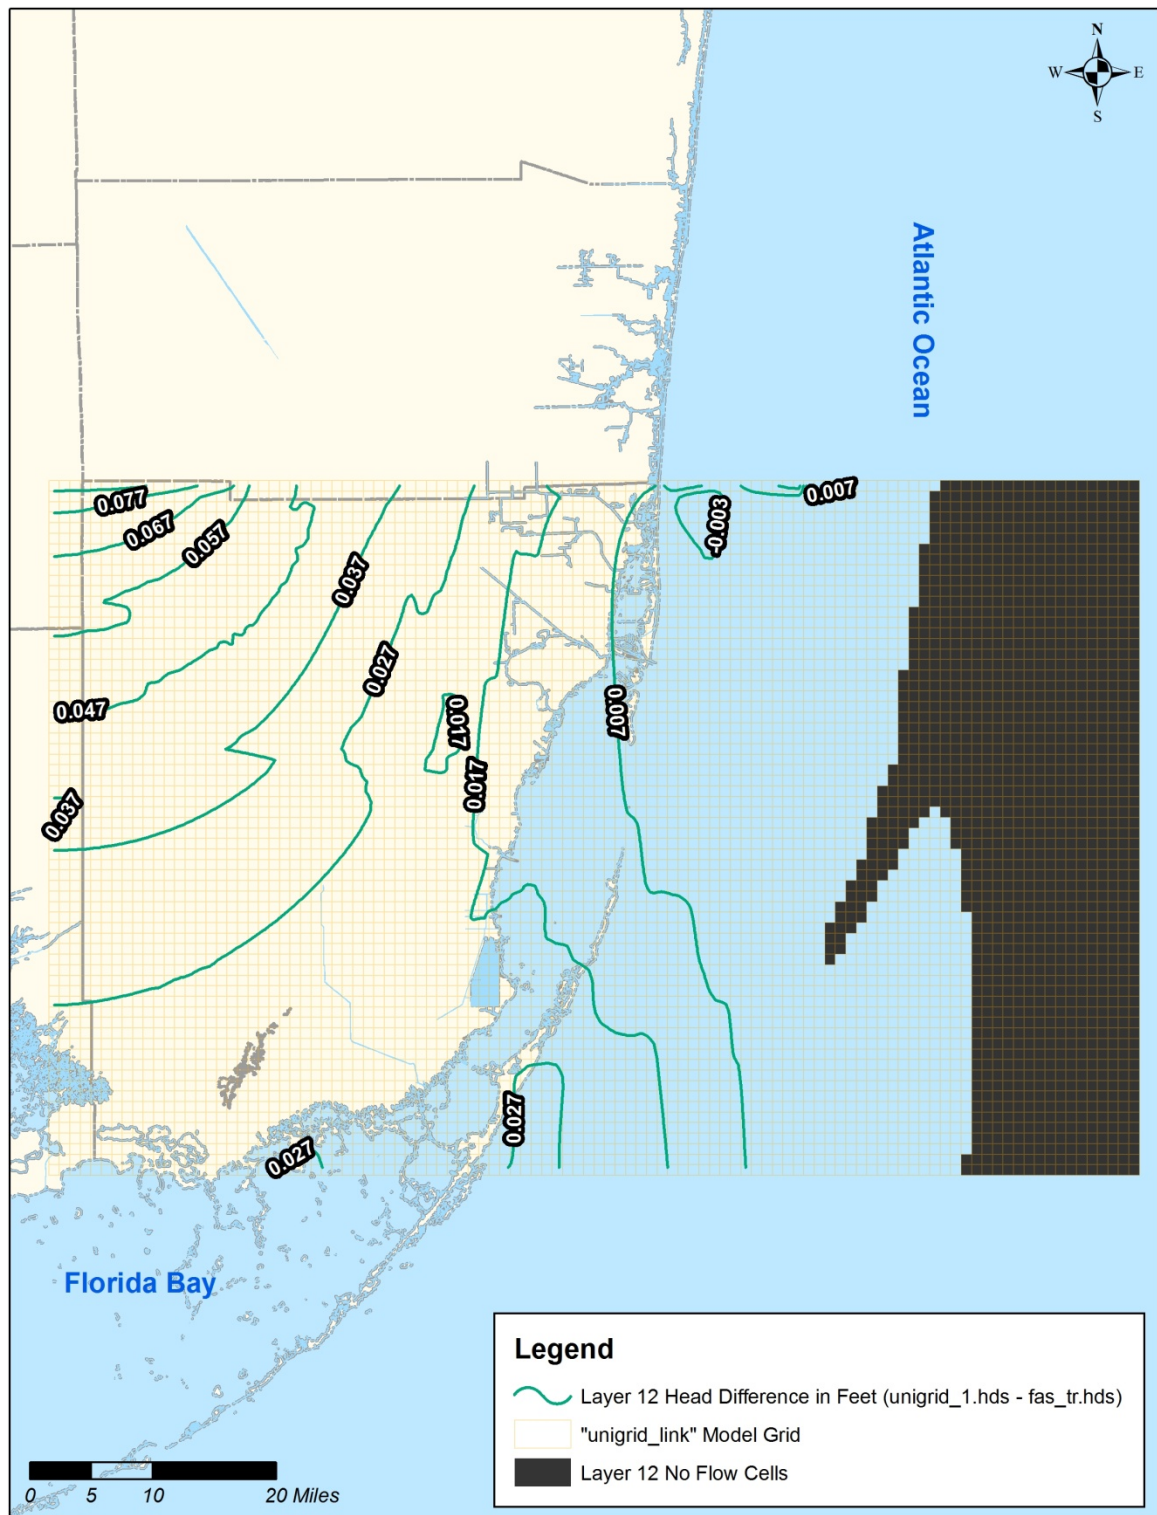 N
W E
S
Atlantic Ocean
0.077
0.007
0.067
-0.003
0.057
0.037
0.027
0.047
0.017
0.007
0.017
0.037
0.027
0.027
Florida Bay
Legend
Layer 12 Head Difference in Feet (unigrid_1.hds - fas_tr.hds)
"unigrid_link" Model Grid
Layer 12 No Flow Cells
0 5 10 20 Miles